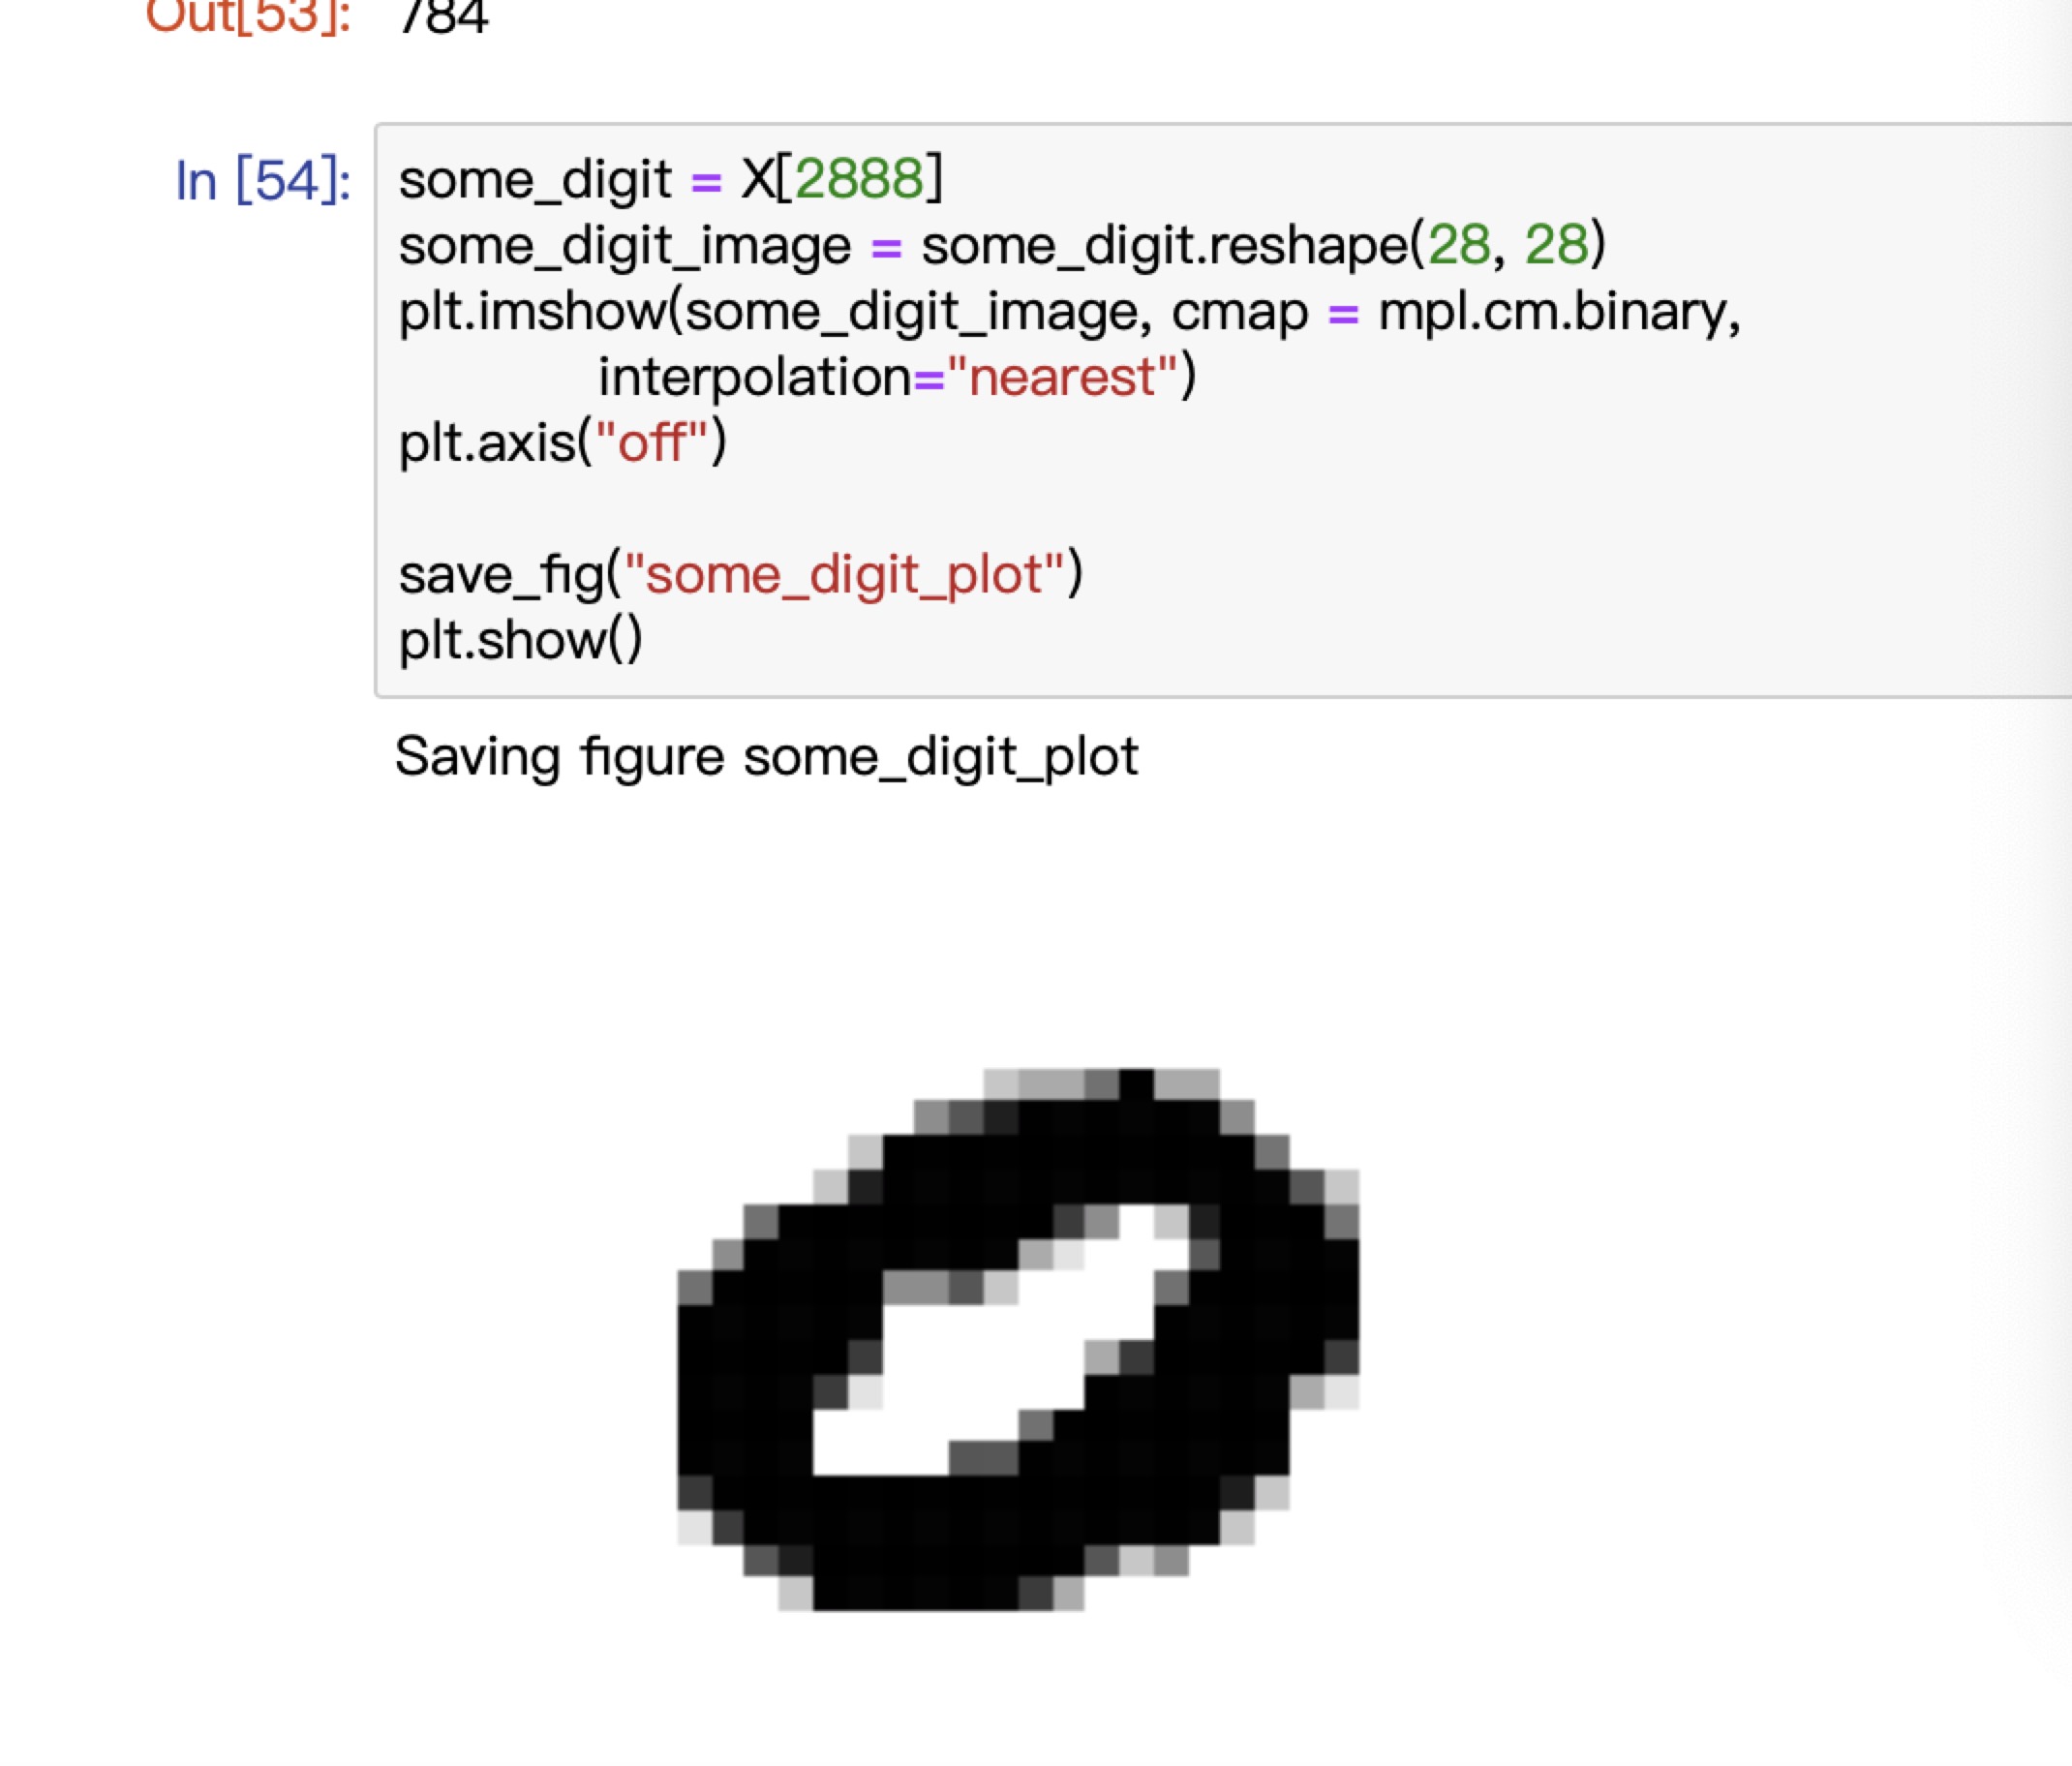 Out[53]: 784
In [54]: some_digit = X[2888]
some_digit_image = some_digit.reshape(28, 28)
plt.imshow(some_digit_image, cmap = mpl.cm.binary,
interpolation="nearest")
plt.axis("off")
save_fig("some_digit_plot")
plt.show()
Saving figure some_digit_plot
0